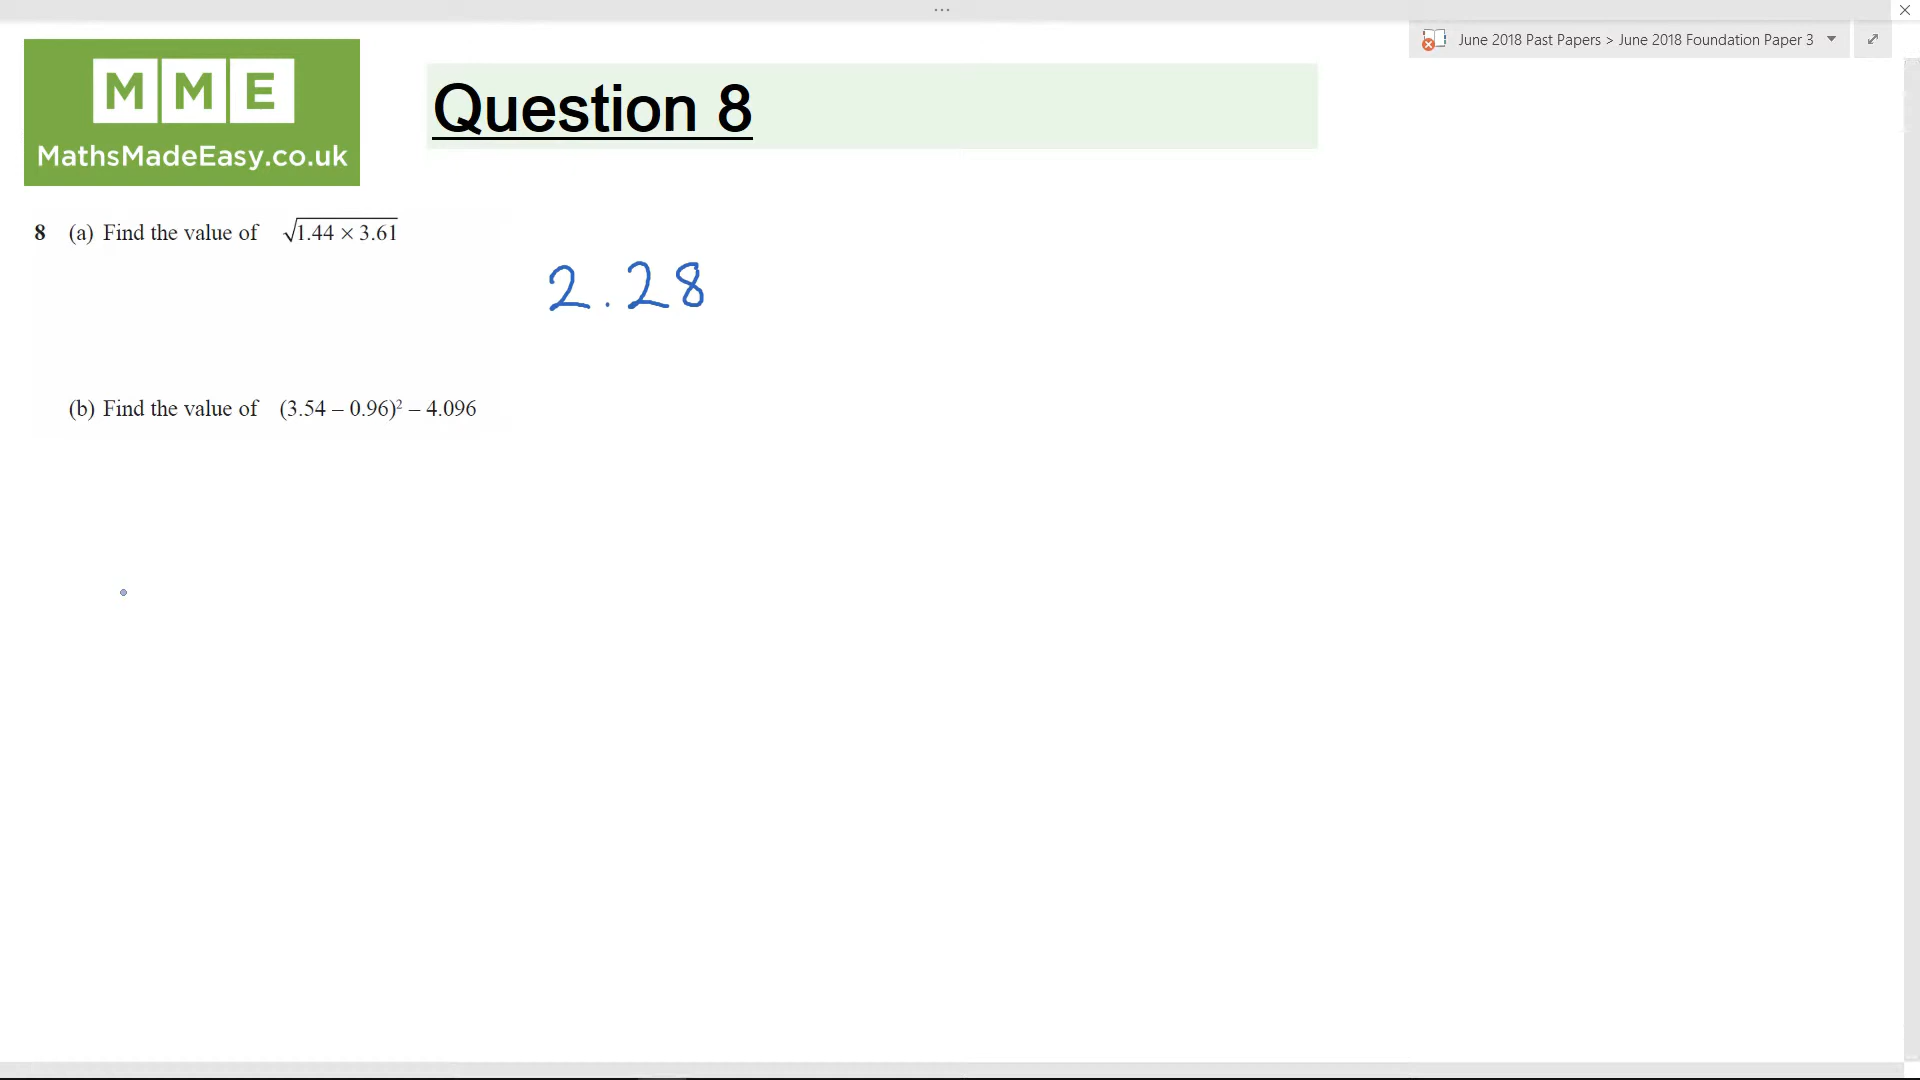 ...
June 2018 Past Papers > June 2018 Foundation Paper 3
M M E
MathsMadeEasy.co.uk
Question 8
8 (a) Find the value of √1.44 × 3.61
2.28
(b) Find the value of (3.54 – 0.96)² – 4.096